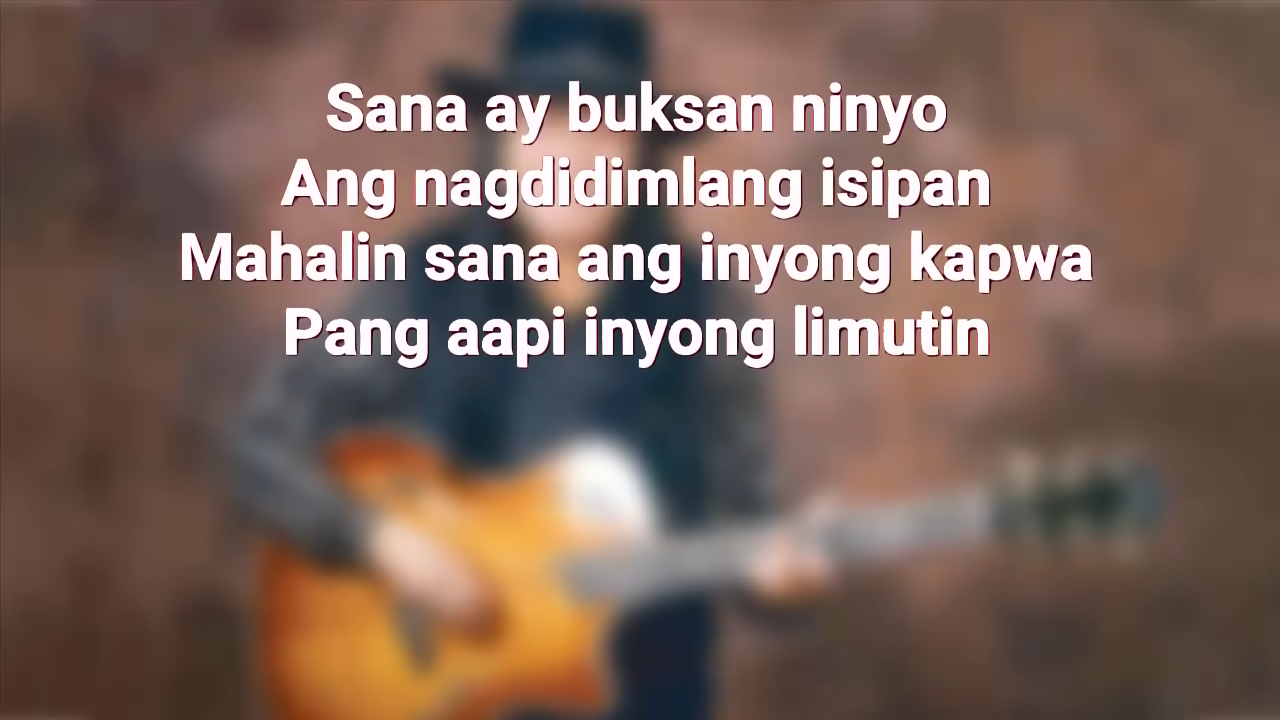 Sana ay buksan ninyo
Ang nagdidimlang isipan
Mahalin sana ang inyong kapwa
Pang aapi inyong limutin